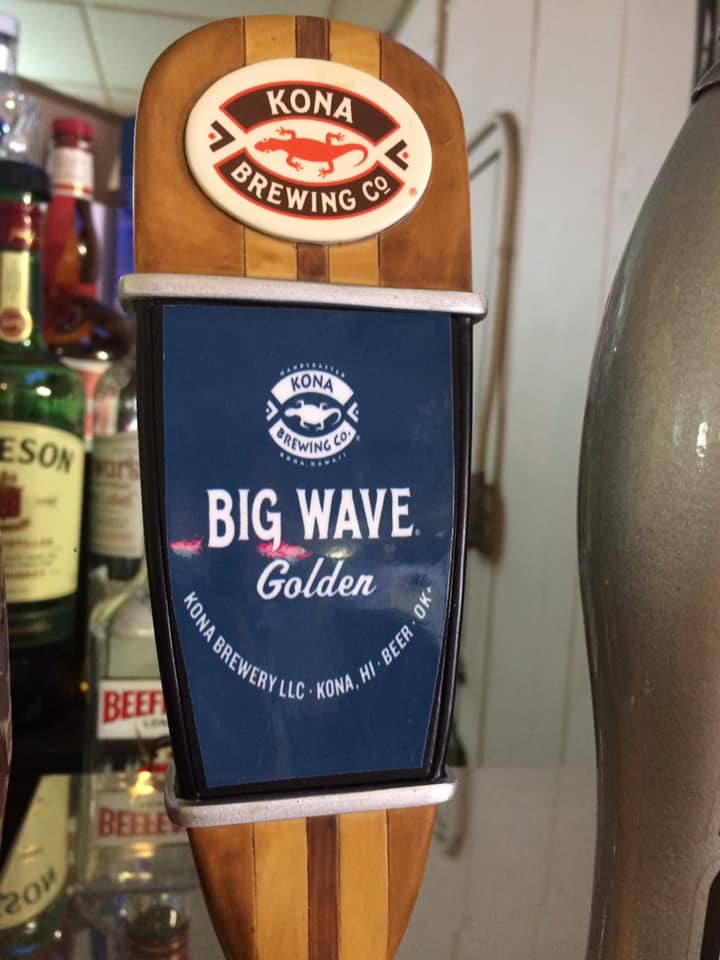 KONA
BREWING CO
HANDCRAFTED
KONA
BREWING CO.
KONA, HAWAII
BIG WAVE
Golden
KONA BREWERY LLC · KONA, HI · BEER · OK+
ESON
BEEF
BEEFE